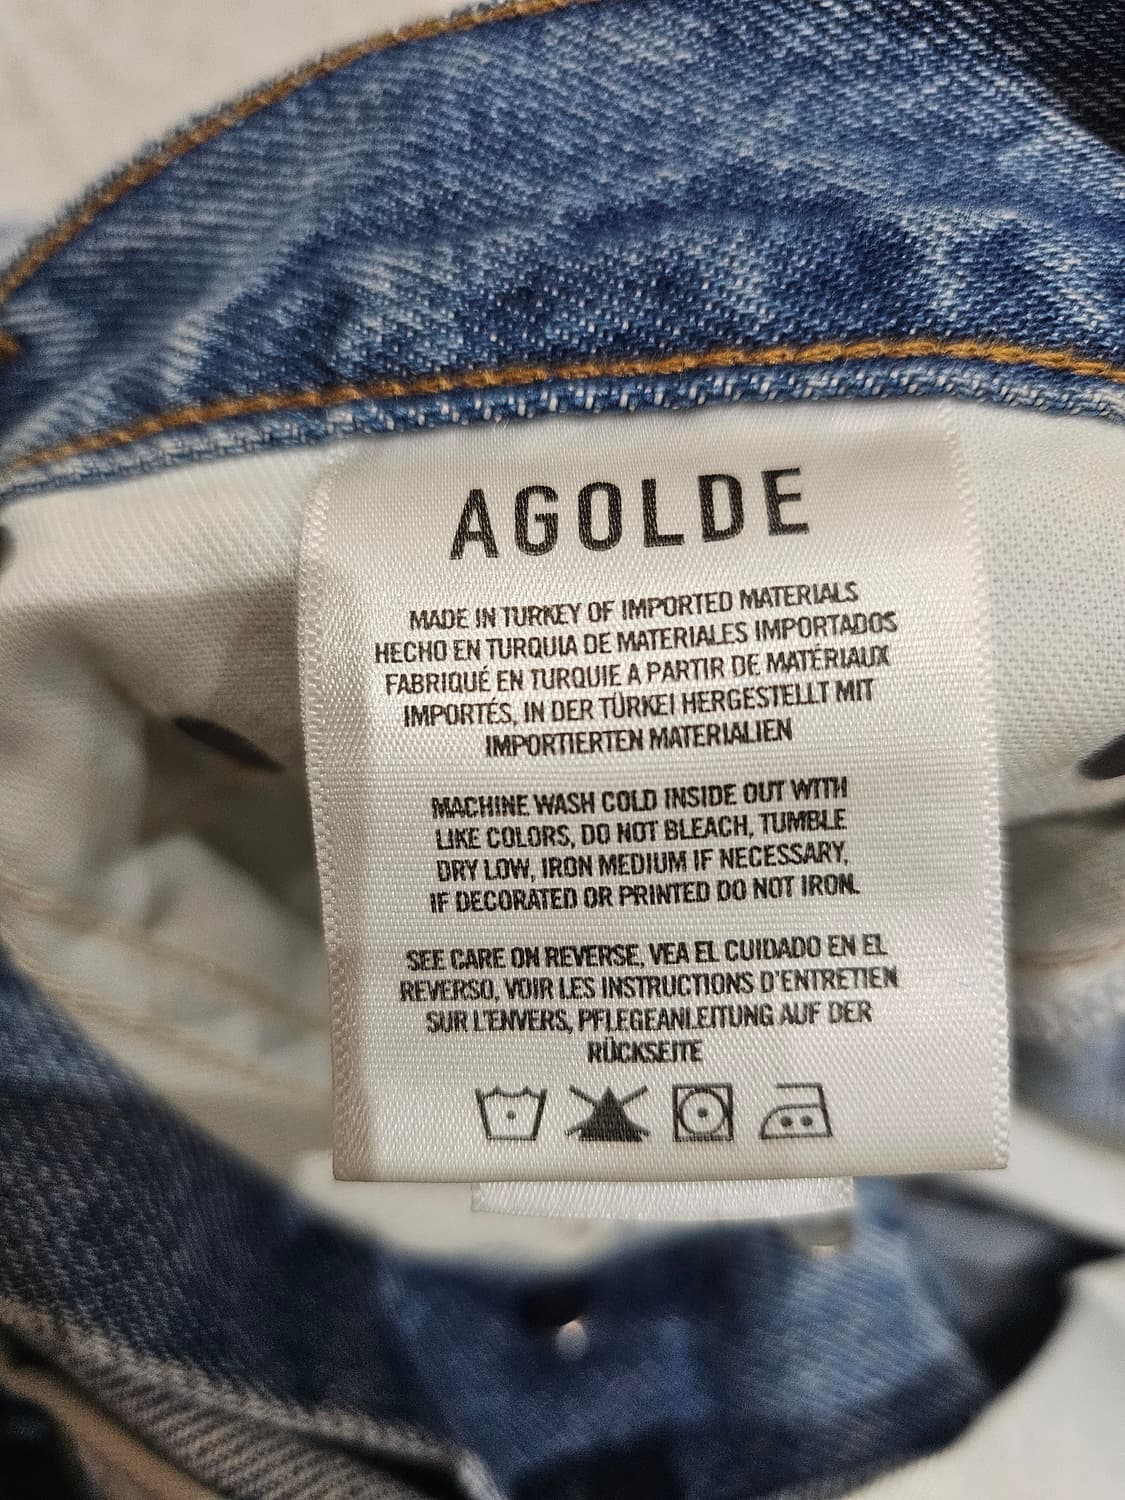 AGOLDE
MADE IN TURKEY OF IMPORTED MATERIALS
HECHO EN TURQUIA DE MATERIALES IMPORTADOS
FABRIQUÉ EN TURQUIE A PARTIR DE MATÉRIAUX
IMPORTÉS, IN DER TÜRKEI HERGESTELLT MIT
IMPORTIERTEN MATERIALIEN
MACHINE WASH COLD INSIDE OUT WITH
LIKE COLORS, DO NOT BLEACH, TUMBLE
DRY LOW, IRON MEDIUM IF NECESSARY,
IF DECORATED OR PRINTED DO NOT IRON.
SEE CARE ON REVERSE, VEA EL CUIDADO EN EL
REVERSO, VOIR LES INSTRUCTIONS D'ENTRETIEN
SUR L'ENVERS, PFLEGEANLEITUNG AUF DER
RÜCKSEITE